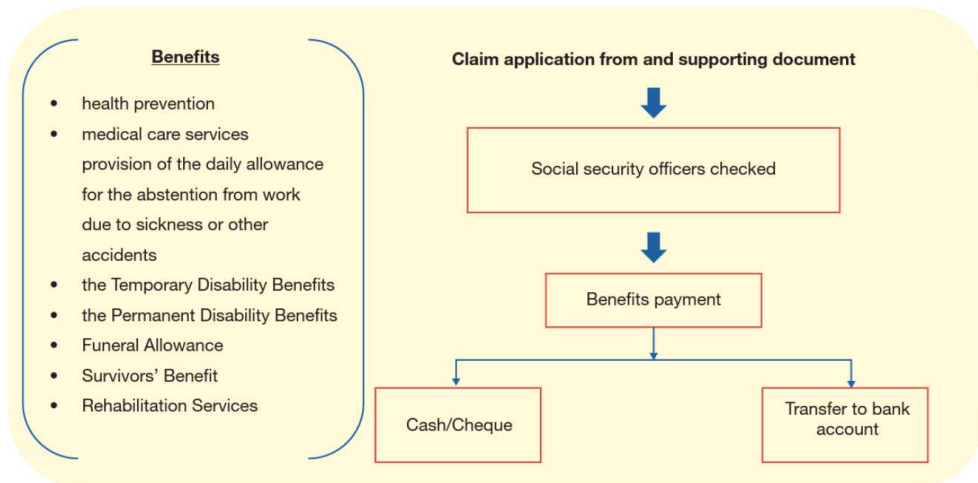 Benefits
• health prevention
• medical care services
provision of the daily allowance
for the abstention from work
due to sickness or other
accidents
• the Temporary Disability Benefits
• the Permanent Disability Benefits
• Funeral Allowance
• Survivors' Benefit
• Rehabilitation Services
Claim application from and supporting document
Social security officers checked
Benefits payment
Cash/Cheque
Transfer to bank
account